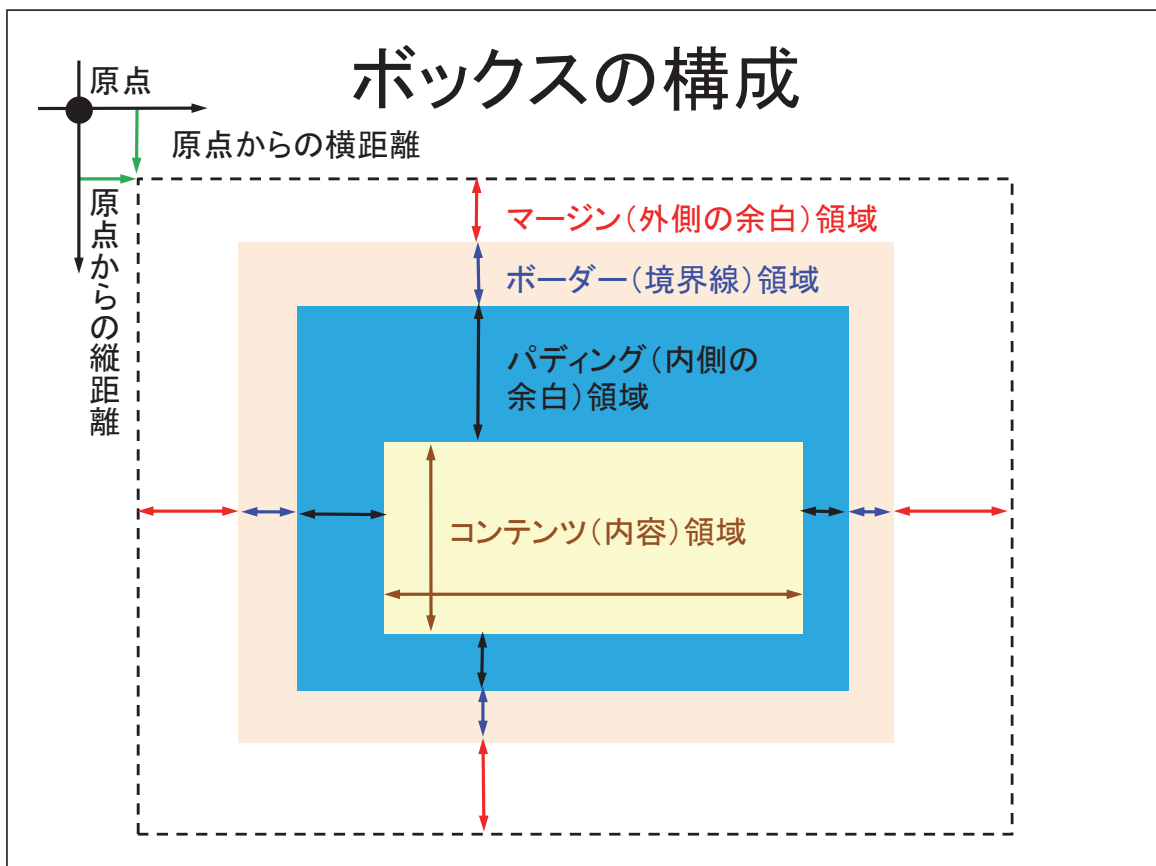 ボックスの構成
原点
原点からの横距離
原点からの縦距離
マージン（外側の余白）領域
ボーダー（境界線）領域
パディング（内側の
余白）領域
コンテンツ（内容）領域